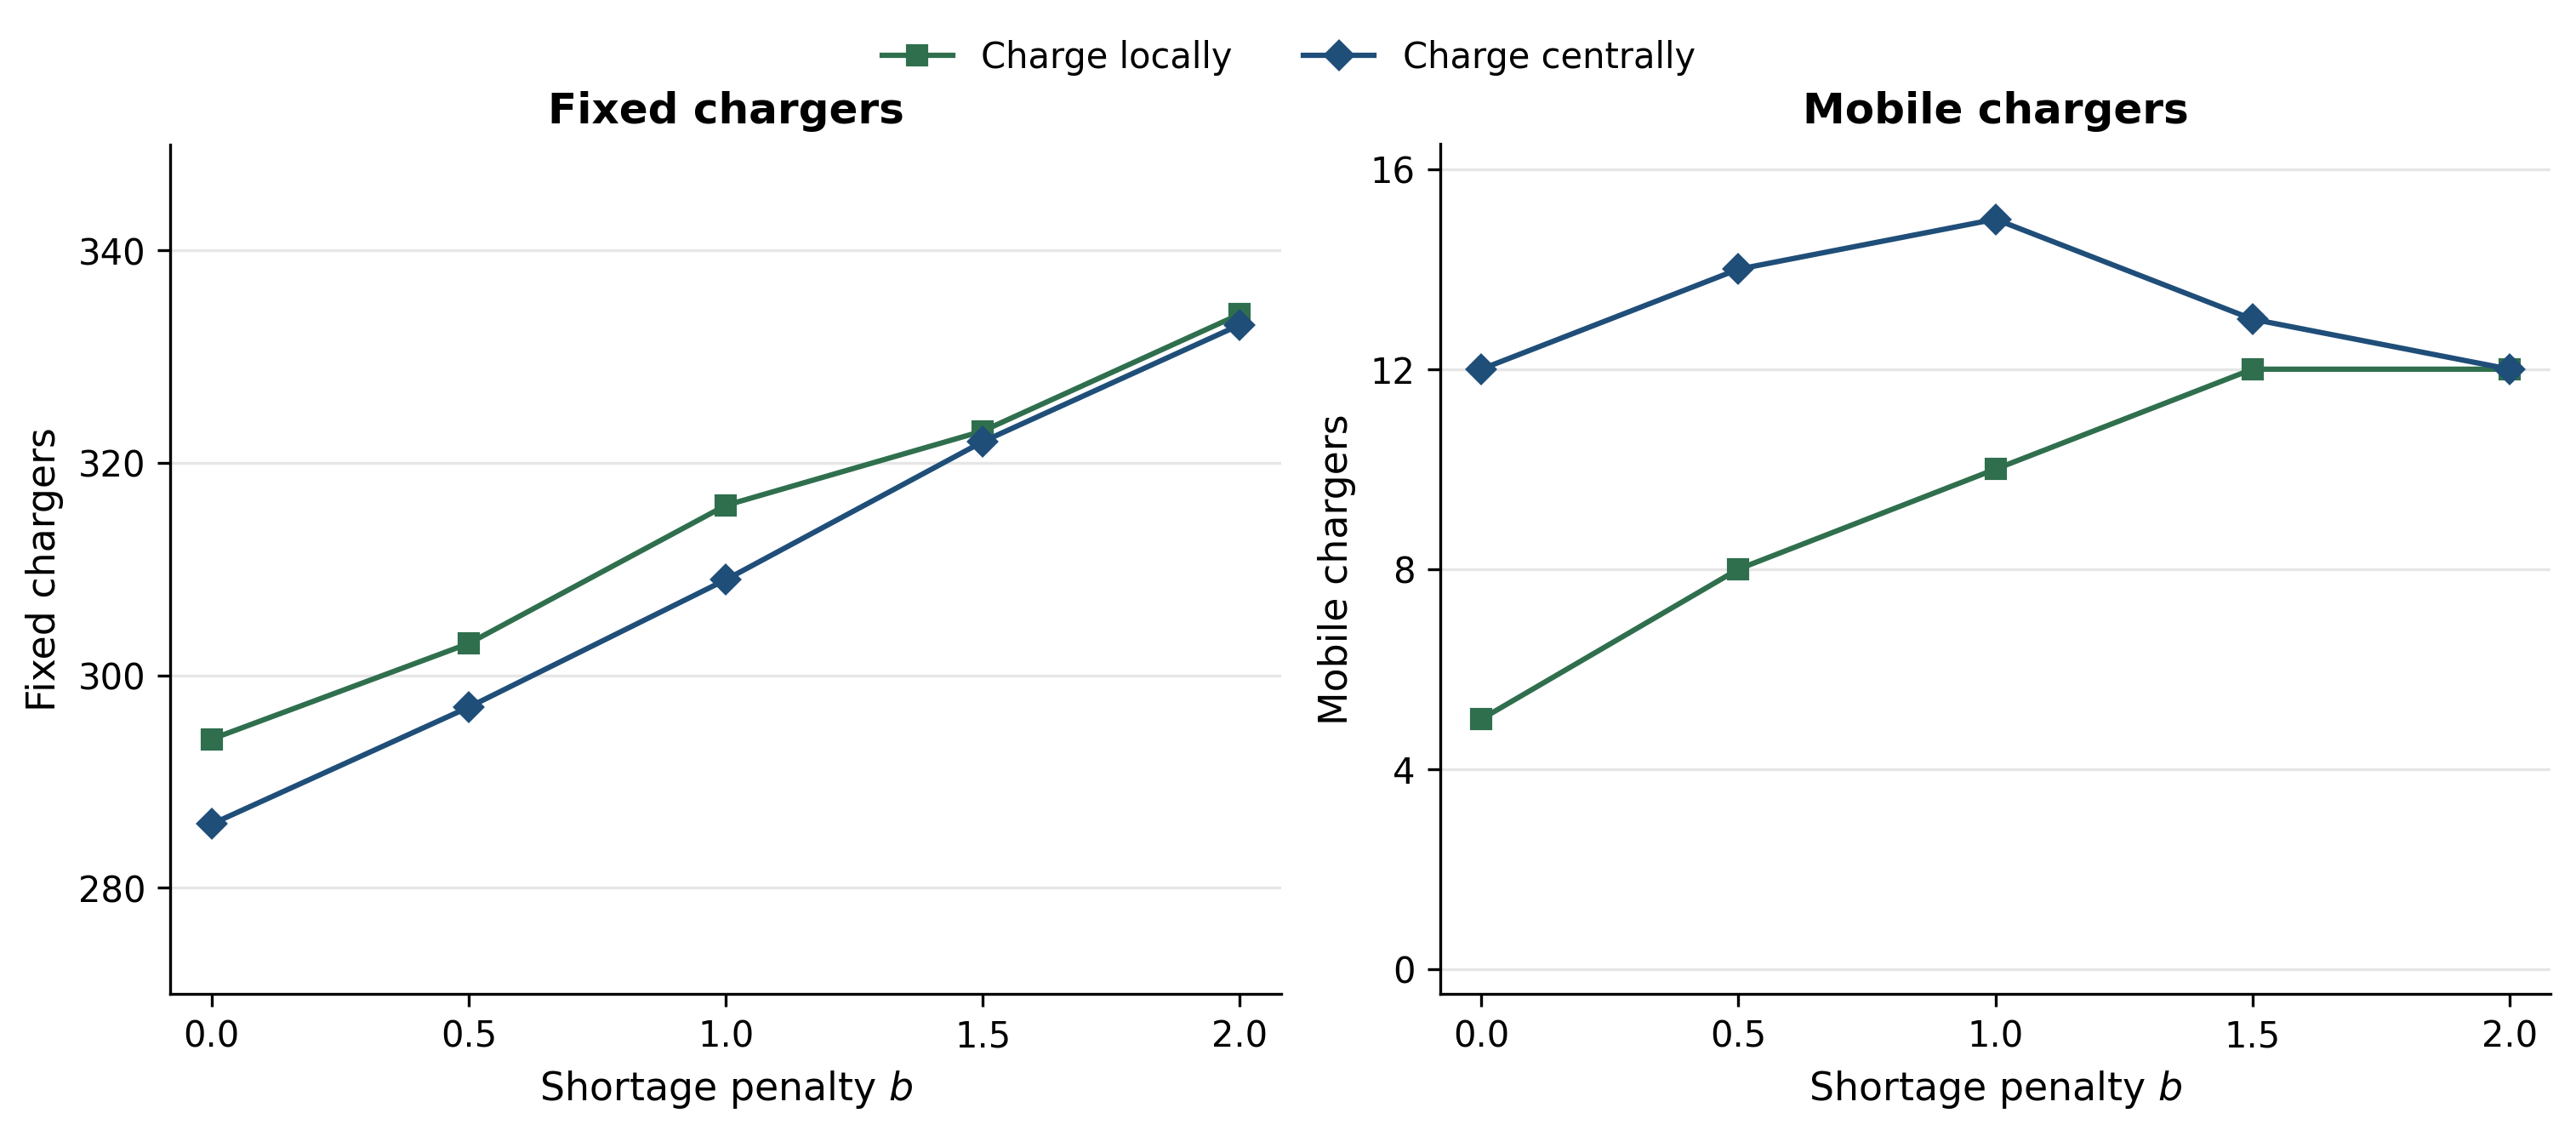 Charge locally
Charge centrally
Fixed chargers
Fixed chargers
340
320
300
280
0.0
0.5
1.0
1.5
2.0
Shortage penalty b
Mobile chargers
Mobile chargers
16
12
8
4
0
0.0
0.5
1.0
1.5
2.0
Shortage penalty b